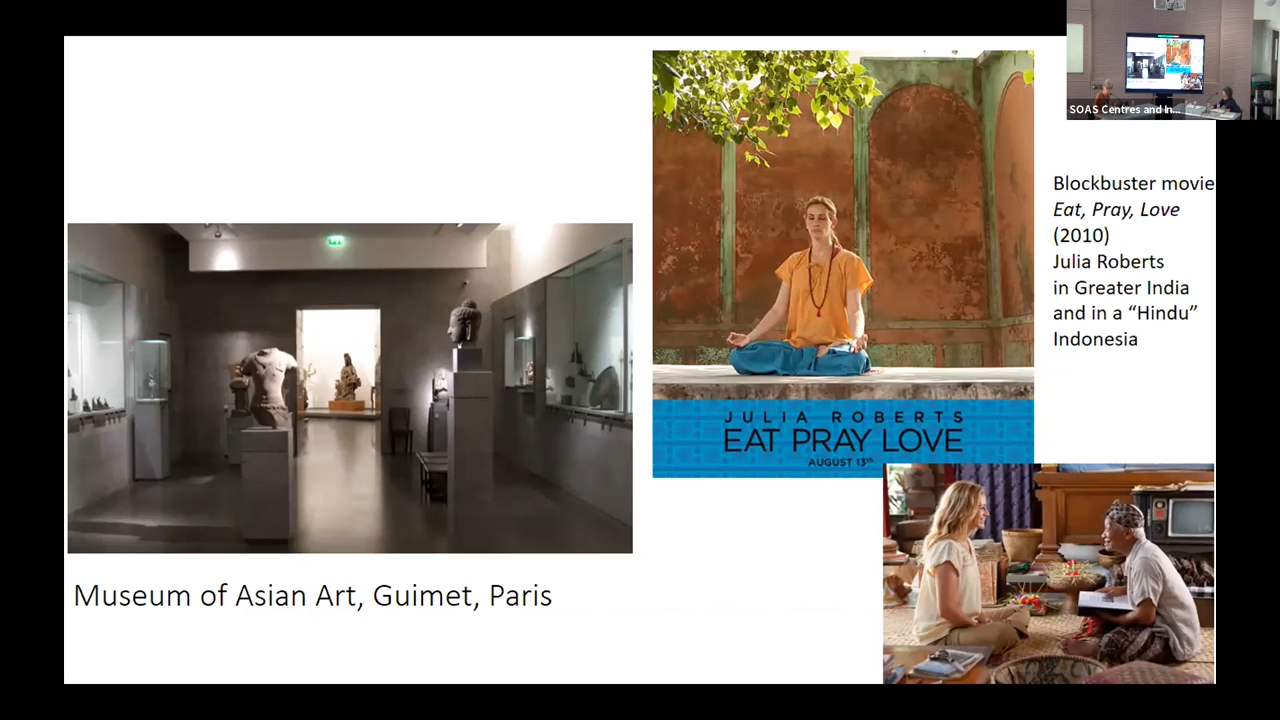 SOAS Centres and In...
Blockbuster movie
Eat, Pray, Love
(2010)
Julia Roberts
in Greater India
and in a “Hindu”
Indonesia
JULIA ROBERTS
EAT PRAY LOVE
AUGUST 13th
Museum of Asian Art, Guimet, Paris